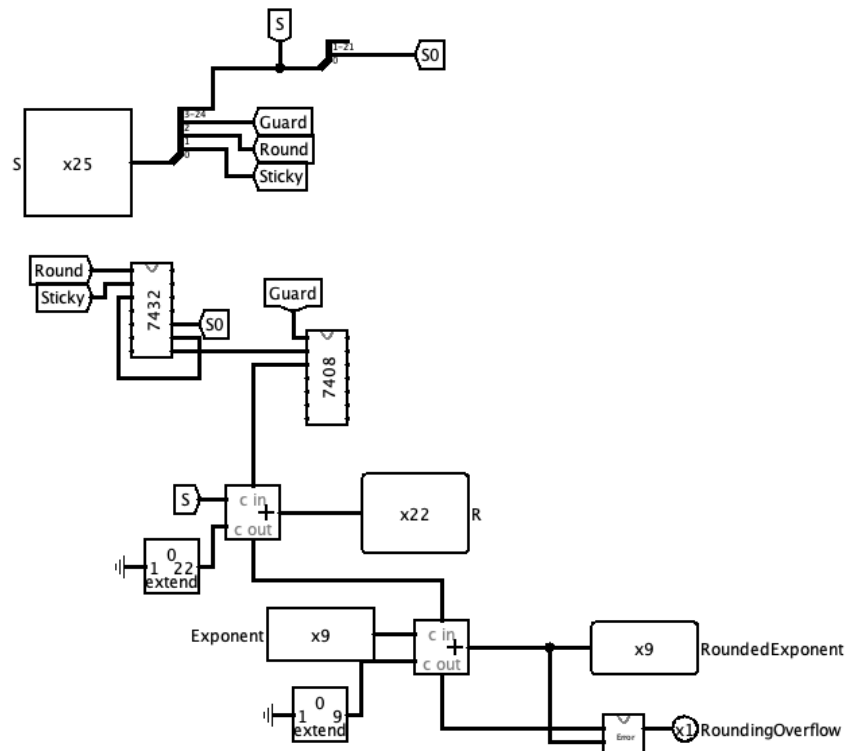 S
1-21
0
S0
3-24
2
1
0
Guard
Round
Sticky
S
x25
Round
Sticky
7432
S0
Guard
7408
S
c in
+
c out
x22
R
0
1 22
extend
Exponent
x9
c in
+
c out
x9
RoundedExponent
0
1 9
extend
Error
x1
RoundingOverflow